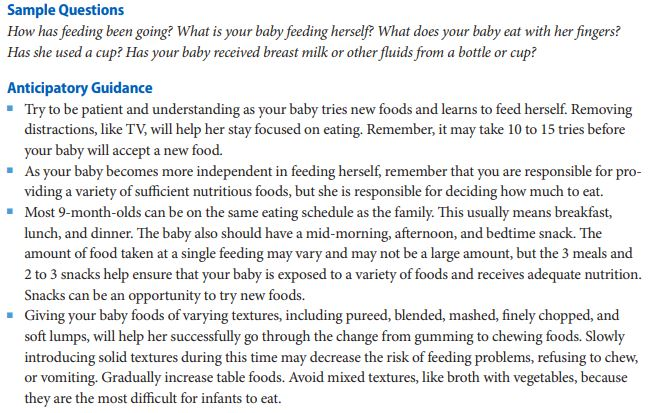 Sample Questions
How has feeding been going? What is your baby feeding herself? What does your baby eat with her fingers?
Has she used a cup? Has your baby received breast milk or other fluids from a bottle or cup?
Anticipatory Guidance
▪ Try to be patient and understanding as your baby tries new foods and learns to feed herself. Removing
distractions, like TV, will help her stay focused on eating. Remember, it may take 10 to 15 tries before
your baby will accept a new food.
▪ As your baby becomes more independent in feeding herself, remember that you are responsible for pro-
viding a variety of sufficient nutritious foods, but she is responsible for deciding how much to eat.
▪ Most 9-month-olds can be on the same eating schedule as the family. This usually means breakfast,
lunch, and dinner. The baby also should have a mid-morning, afternoon, and bedtime snack. The
amount of food taken at a single feeding may vary and may not be a large amount, but the 3 meals and
2 to 3 snacks help ensure that your baby is exposed to a variety of foods and receives adequate nutrition.
Snacks can be an opportunity to try new foods.
▪ Giving your baby foods of varying textures, including pureed, blended, mashed, finely chopped, and
soft lumps, will help her successfully go through the change from gumming to chewing foods. Slowly
introducing solid textures during this time may decrease the risk of feeding problems, refusing to chew,
or vomiting. Gradually increase table foods. Avoid mixed textures, like broth with vegetables, because
they are the most difficult for infants to eat.